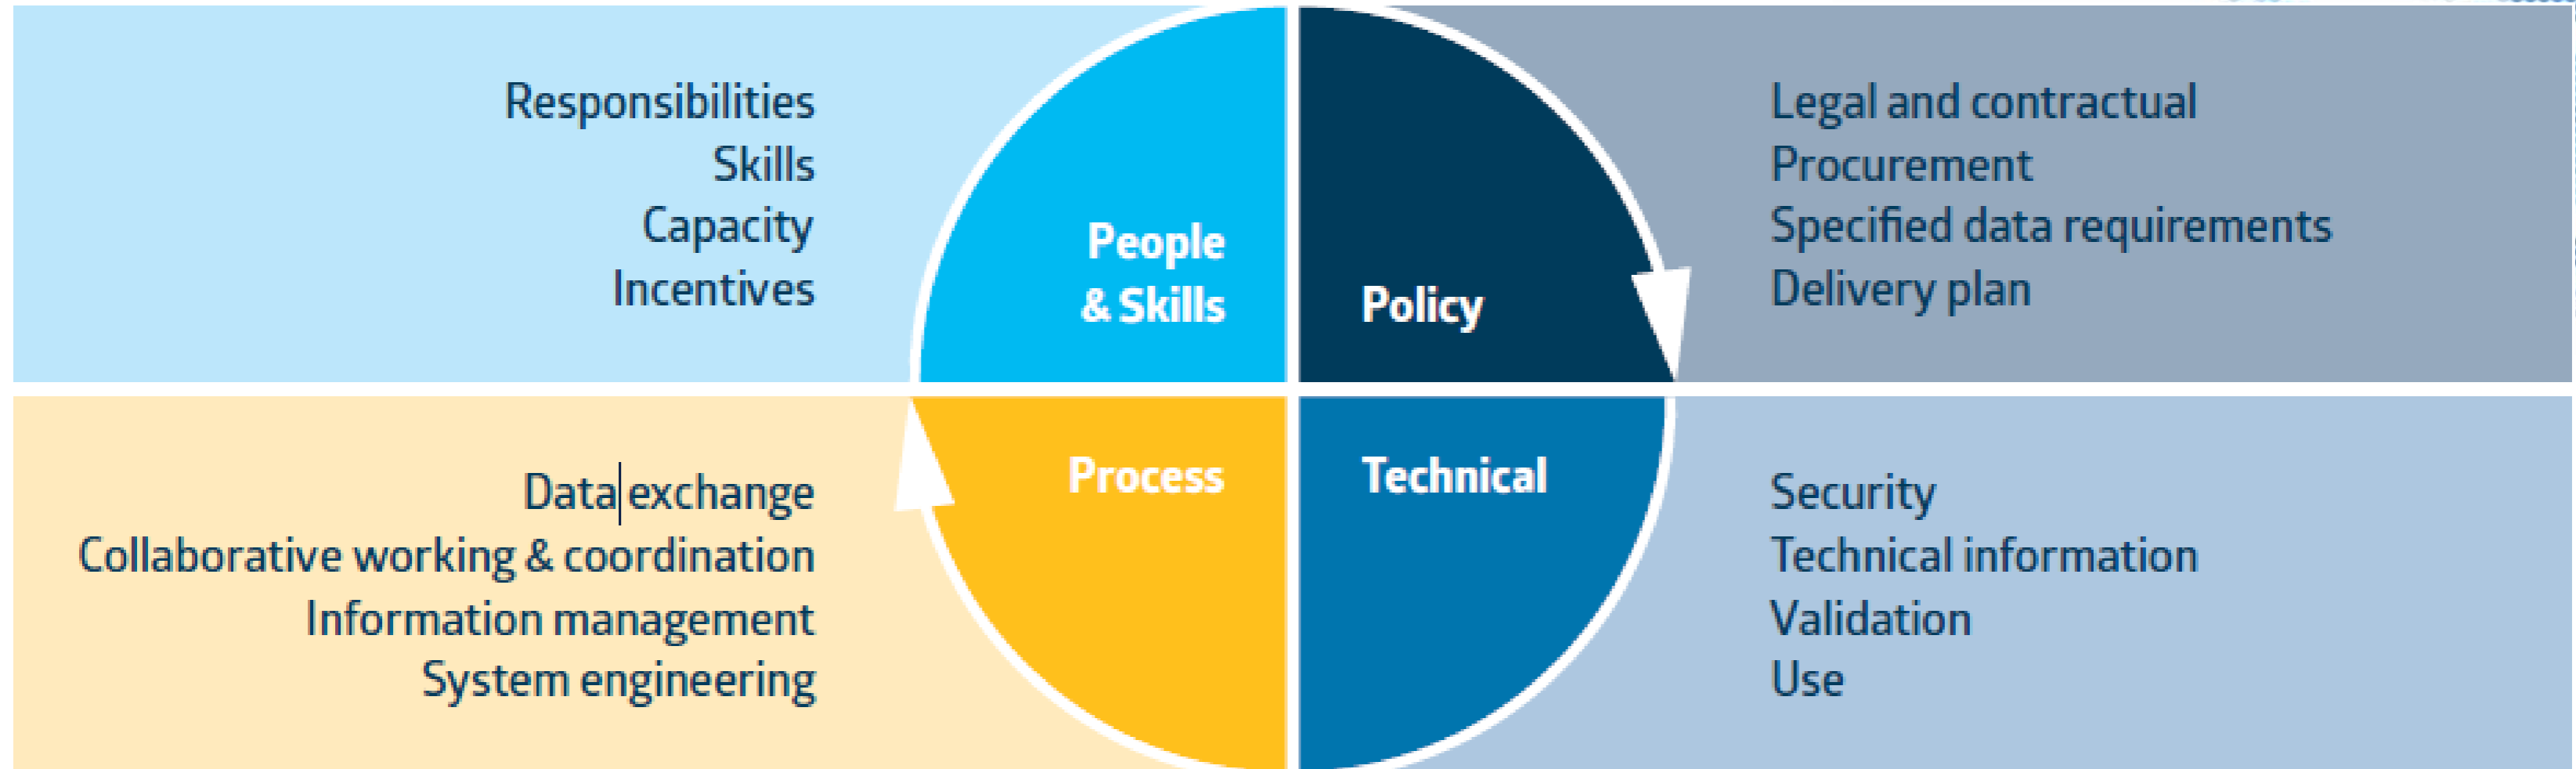 Responsibilities
Skills
Capacity
Incentives
People
& Skills
Policy
Legal and contractual
Procurement
Specified data requirements
Delivery plan
Data exchange
Collaborative working & coordination
Information management
System engineering
Process
Technical
Security
Technical information
Validation
Use